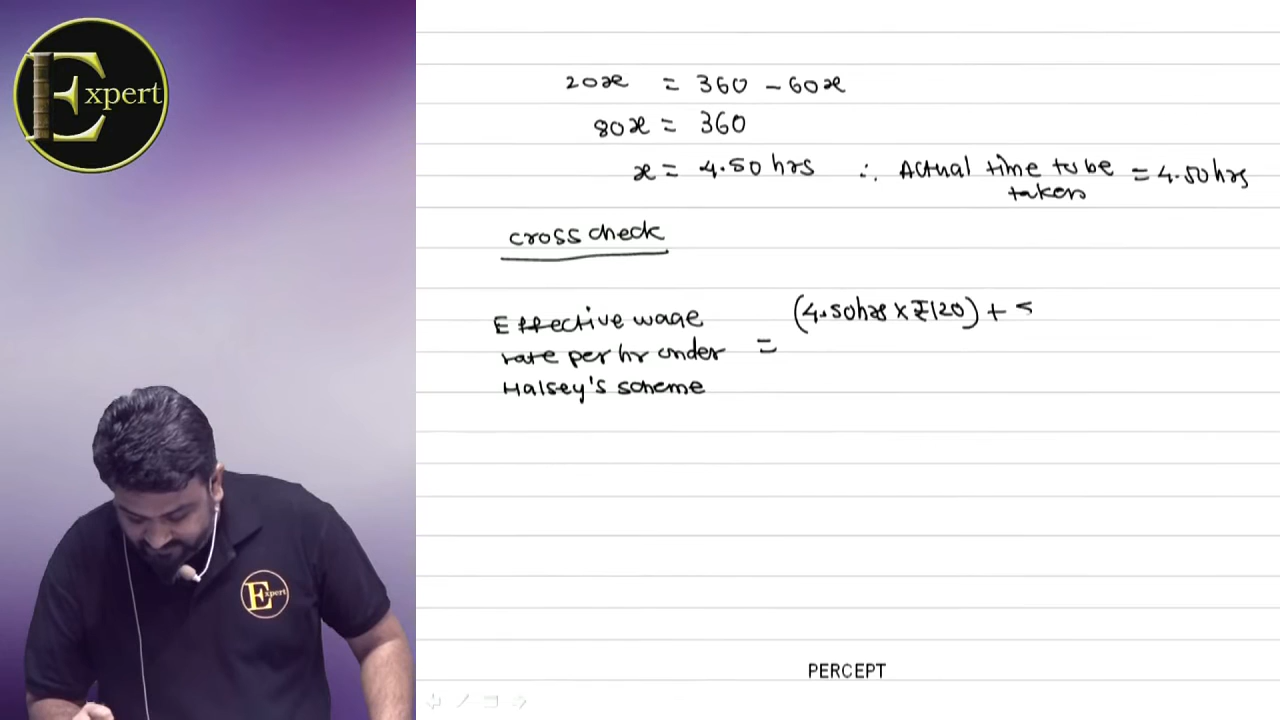 Expert
20x = 360 - 60x
80x = 360
x = 4.50 hrs ∴ Actual time to be taken = 4.50 hrs
cross check
Effective wage
rate per hr under
Halsey's scheme
= (4.50hrs x ₹120) + 5
Expert
PERCEPT